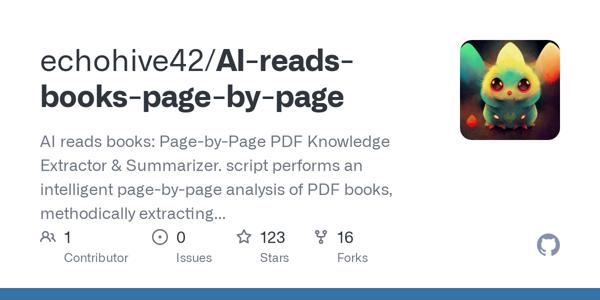 echohive42/AI-reads-
books-page-by-page
AI reads books: Page-by-Page PDF Knowledge
Extractor & Summarizer. script performs an
intelligent page-by-page analysis of PDF books,
methodically extracting...
1 0 123 16
Contributor Issues Stars Forks